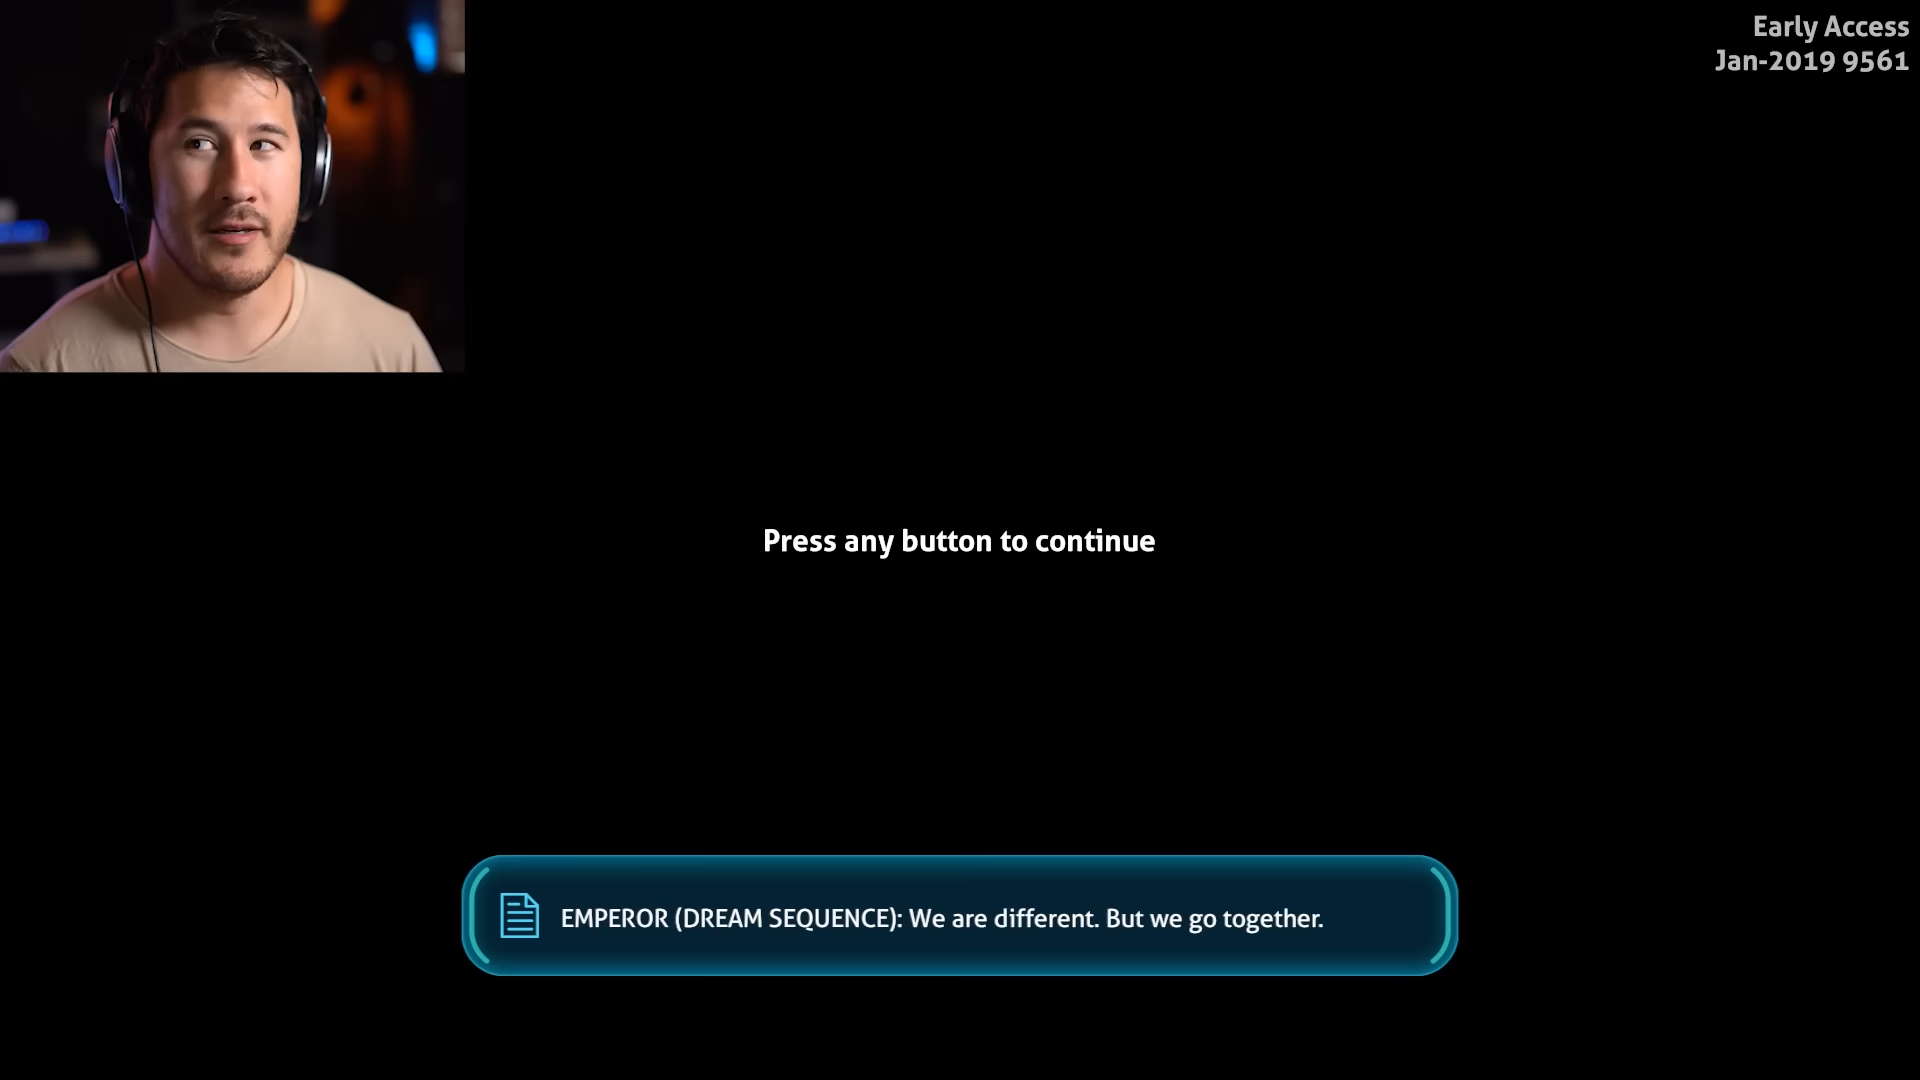 Early Access
Jan-2019 9561
Press any button to continue
EMPEROR (DREAM SEQUENCE): We are different. But we go together.